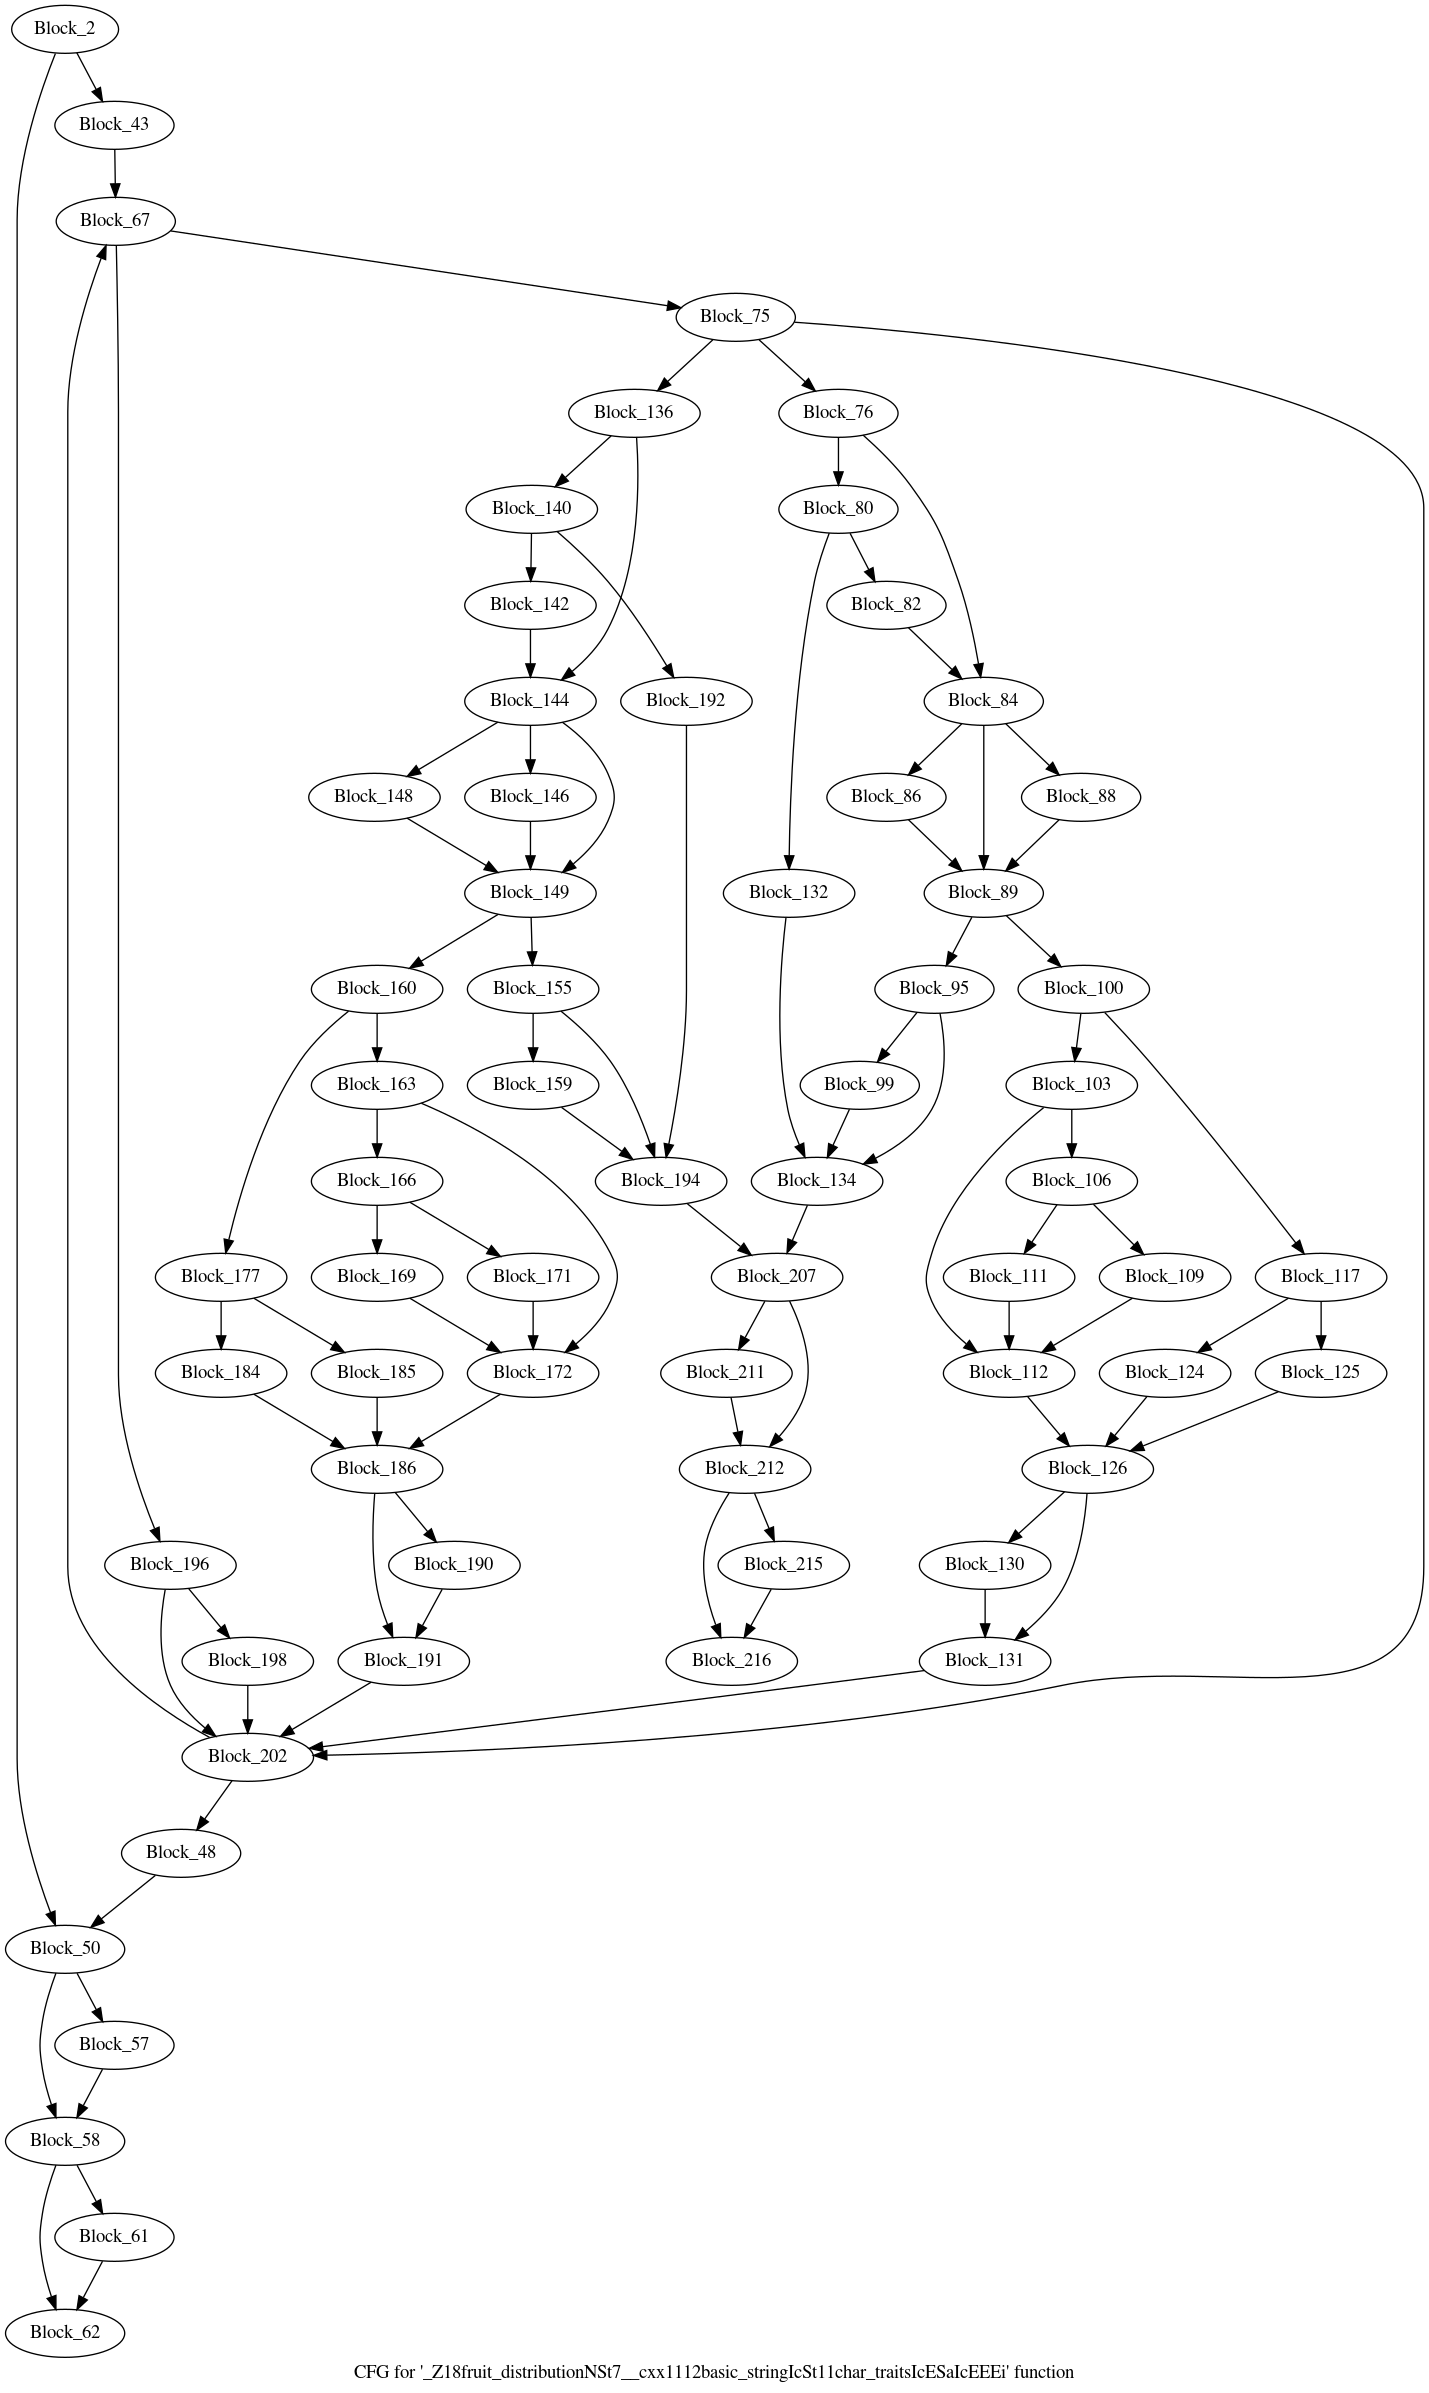 Block_2
Block_43
Block_67
Block_75
Block_136
Block_76
Block_140
Block_80
Block_142
Block_82
Block_144
Block_192
Block_84
Block_148
Block_146
Block_86
Block_88
Block_149
Block_132
Block_89
Block_160
Block_155
Block_95
Block_100
Block_163
Block_159
Block_99
Block_103
Block_166
Block_194
Block_134
Block_106
Block_177
Block_169
Block_171
Block_207
Block_111
Block_109
Block_117
Block_184
Block_185
Block_172
Block_211
Block_112
Block_124
Block_125
Block_186
Block_212
Block_126
Block_196
Block_190
Block_215
Block_130
Block_198
Block_191
Block_216
Block_131
Block_202
Block_48
Block_50
Block_57
Block_58
Block_61
Block_62
CFG for '_Z18fruit_distributionNSt7__cxx1112basic_stringIcSt11char_traitsIcESaIcEEEi' function